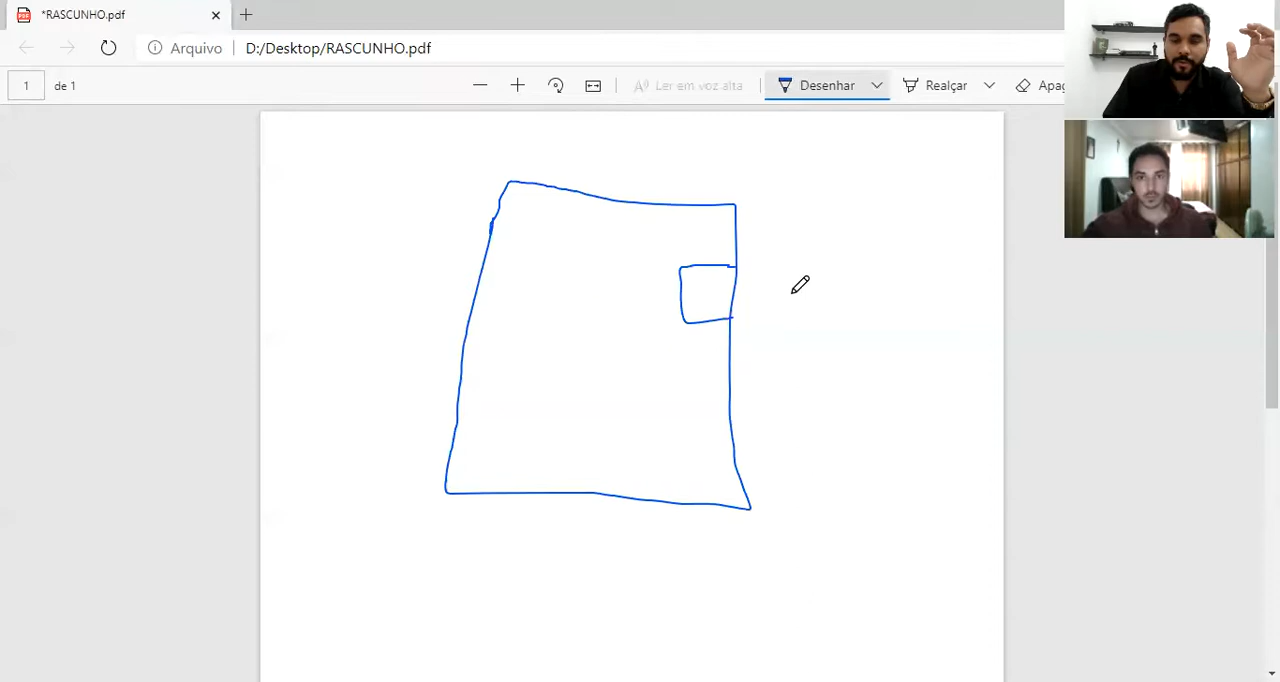 *RASCUNHO.pdf
Arquivo D:/Desktop/RASCUNHO.pdf
1 de 1 Ler em voz alta Desenhar Realçar Apag